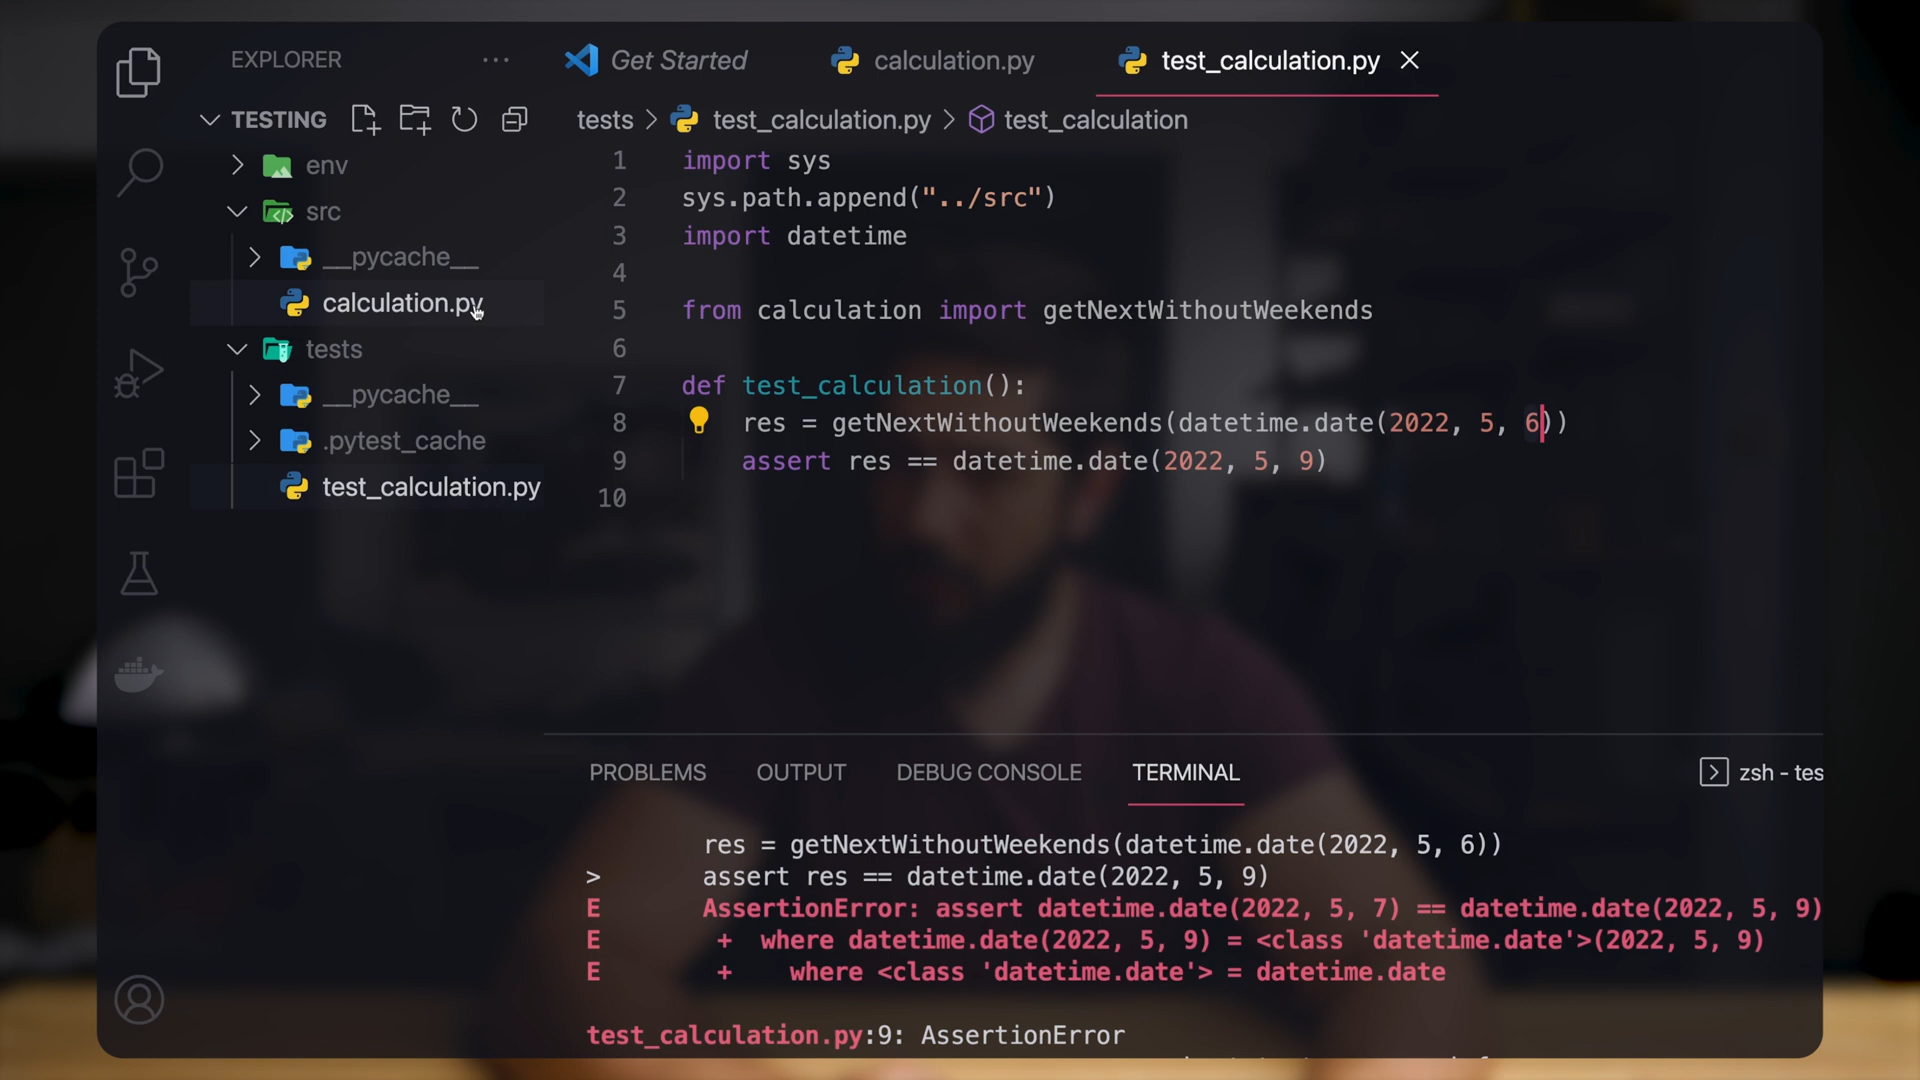 EXPLORER
Get Started
calculation.py
test_calculation.py
TESTING
tests > test_calculation.py > test_calculation
env
src
__pycache__
calculation.py
tests
__pycache__
.pytest_cache
test_calculation.py
1 import sys
2 sys.path.append("../src")
3 import datetime
4
5 from calculation import getNextWithoutWeekends
6
7 def test_calculation():
8 res = getNextWithoutWeekends(datetime.date(2022, 5, 6))
9 assert res == datetime.date(2022, 5, 9)
10
PROBLEMS OUTPUT DEBUG CONSOLE TERMINAL
zsh - tes
res = getNextWithoutWeekends(datetime.date(2022, 5, 6))
> assert res == datetime.date(2022, 5, 9)
E AssertionError: assert datetime.date(2022, 5, 7) == datetime.date(2022, 5, 9)
E + where datetime.date(2022, 5, 9) = <class 'datetime.date'>(2022, 5, 9)
E + where <class 'datetime.date'> = datetime.date
test_calculation.py:9: AssertionError